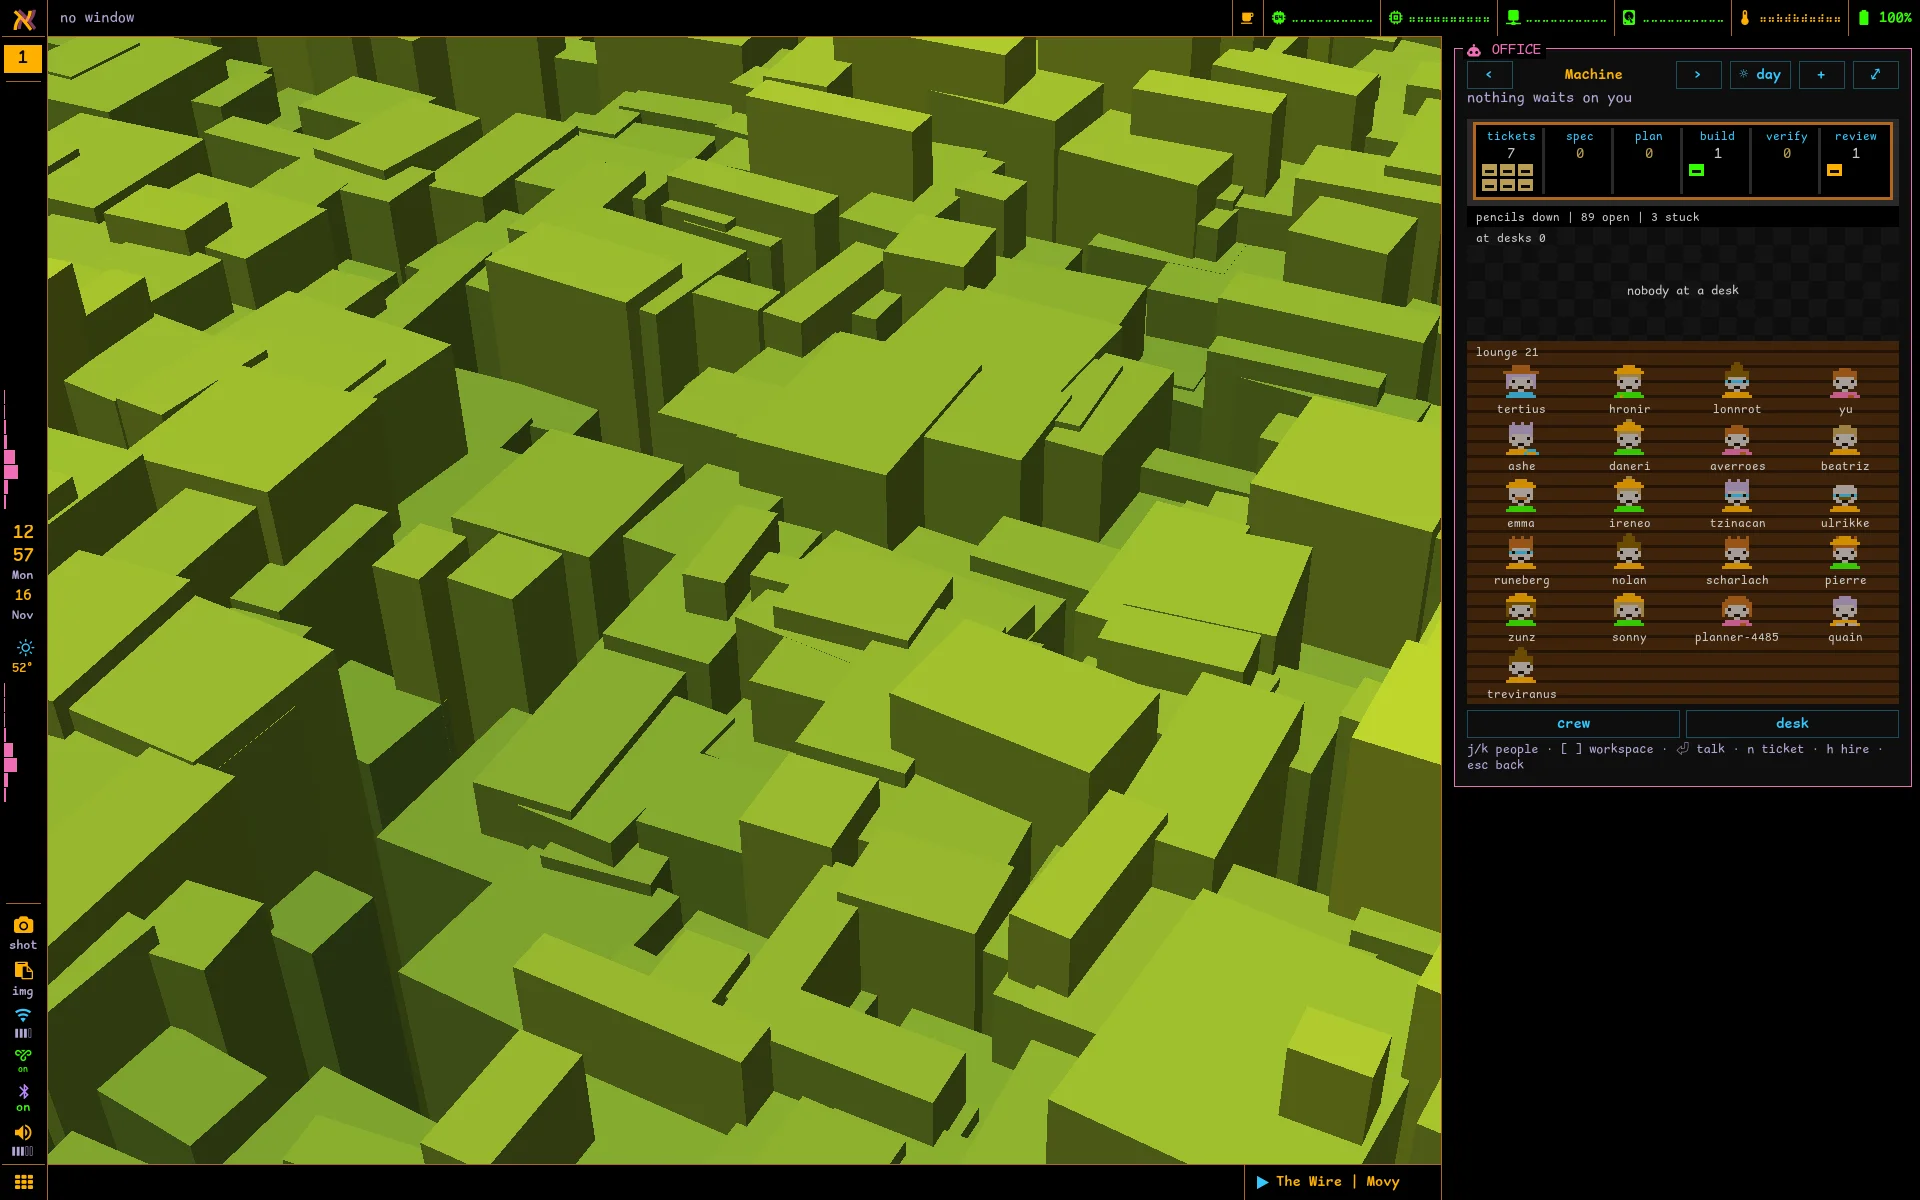 no window
100%
1
12
57
Mon
16
Nov
52°
shot
img
on
on
OFFICE
< Machine > day + 
nothing waits on you
tickets spec plan build verify review
7 0 0 1 0 1
pencils down | 89 open | 3 stuck
at desks 0
nobody at a desk
lounge 21
tertius hronir lonnrot yu
ashe daneri averroes beatriz
emma ireneo tzinacan ulrikke
runeberg nolan scharlach pierre
zunz sonny planner-4485 quain
treviranus
crew desk
j/k people · [ ] workspace · ⏎ talk · n ticket · h hire ·
esc back
The Wire | Movy